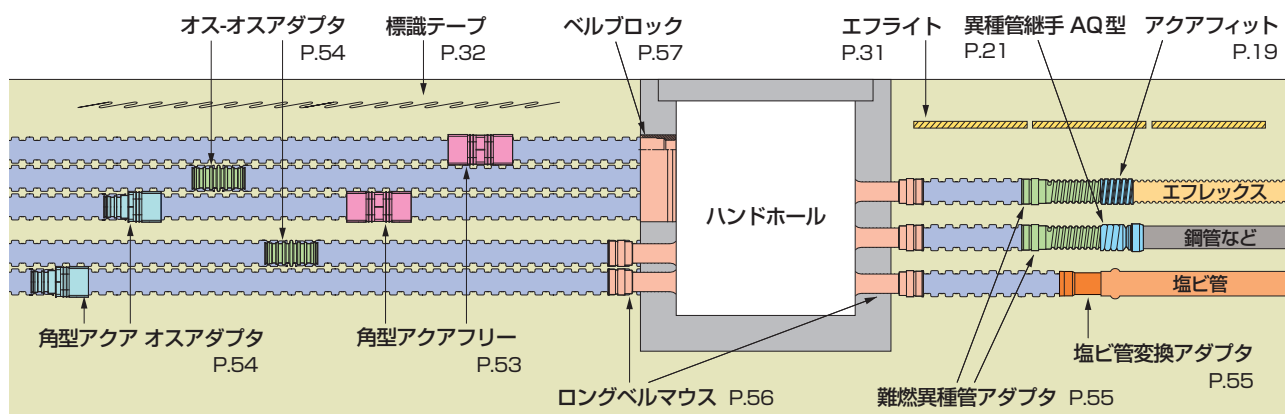 オス-オスアダプタ
P.54
標識テープ
P.32
ベルブロック
P.57
エフライト
P.31
異種管継手 AQ型
P.21
アクアフィット
P.19
ハンドホール
エフレックス
鋼管など
塩ビ管
角型アクア オスアダプタ
P.54
角型アクアフリー
P.53
ロングベルマウス P.56
難燃異種管アダプタ P.55
塩ビ管変換アダプタ
P.55